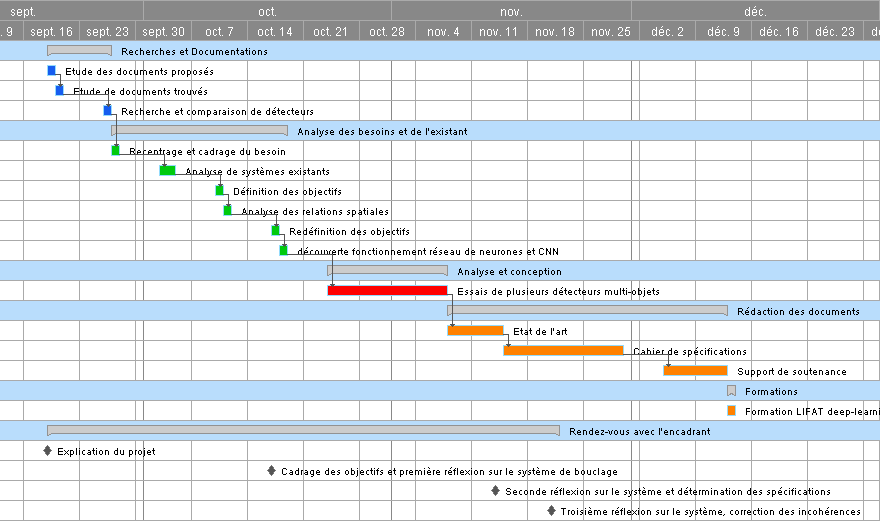 sept. oct. nov. déc.
. 9 sept. 16 sept. 23 sept. 30 oct. 7 oct. 14 oct. 21 oct. 28 nov. 4 nov. 11 nov. 18 nov. 25 déc. 2 déc. 9 déc. 16 déc. 23 déc.
Recherches et Documentations
Etude des documents proposés
Etude de documents trouvés
Recherche et comparaison de détecteurs
Analyse des besoins et de l'existant
Recentrage et cadrage du besoin
Analyse de systèmes existants
Définition des objectifs
Analyse des relations spatiales
Redéfinition des objectifs
découverte fonctionnement réseau de neurones et CNN
Analyse et conception
Essais de plusieurs détecteurs multi-objets
Rédaction des documents
Etat de l'art
Cahier de spécifications
Support de soutenance
Formations
Formation LIFAT deep-learni
Rendez-vous avec l'encadrant
Explication du projet
Cadrage des objectifs et première réflexion sur le système de bouclage
Seconde réflexion sur le système et détermination des spécifications
Troisième réflexion sur le système, correction des incohérences